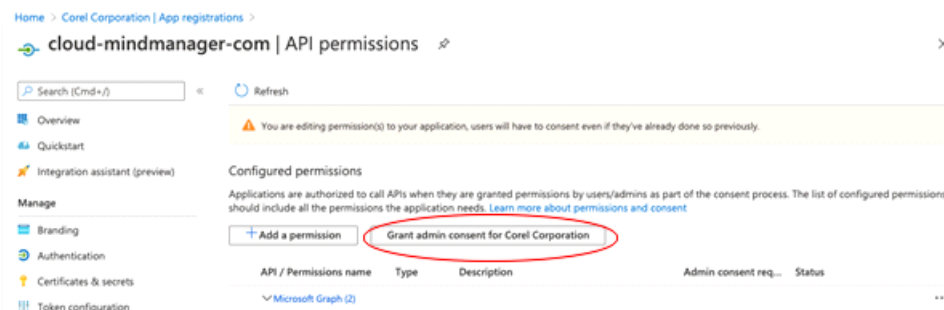 Home > Corel Corporation | App registrations >
cloud-mindmanager-com | API permissions
Search (Cmd+/)
«
Refresh
Overview
Quickstart
Integration assistant (preview)
Manage
Branding
Authentication
Certificates & secrets
Token configuration
You are editing permission(s) to your application, users will have to consent even if they've already done so previously.
Configured permissions
Applications are authorized to call APIs when they are granted permissions by users/admins as part of the consent process. The list of configured permissions
should include all the permissions the application needs. Learn more about permissions and consent
+ Add a permission
Grant admin consent for Corel Corporation
API / Permissions name Type Description Admin consent req... Status
Microsoft Graph (2)